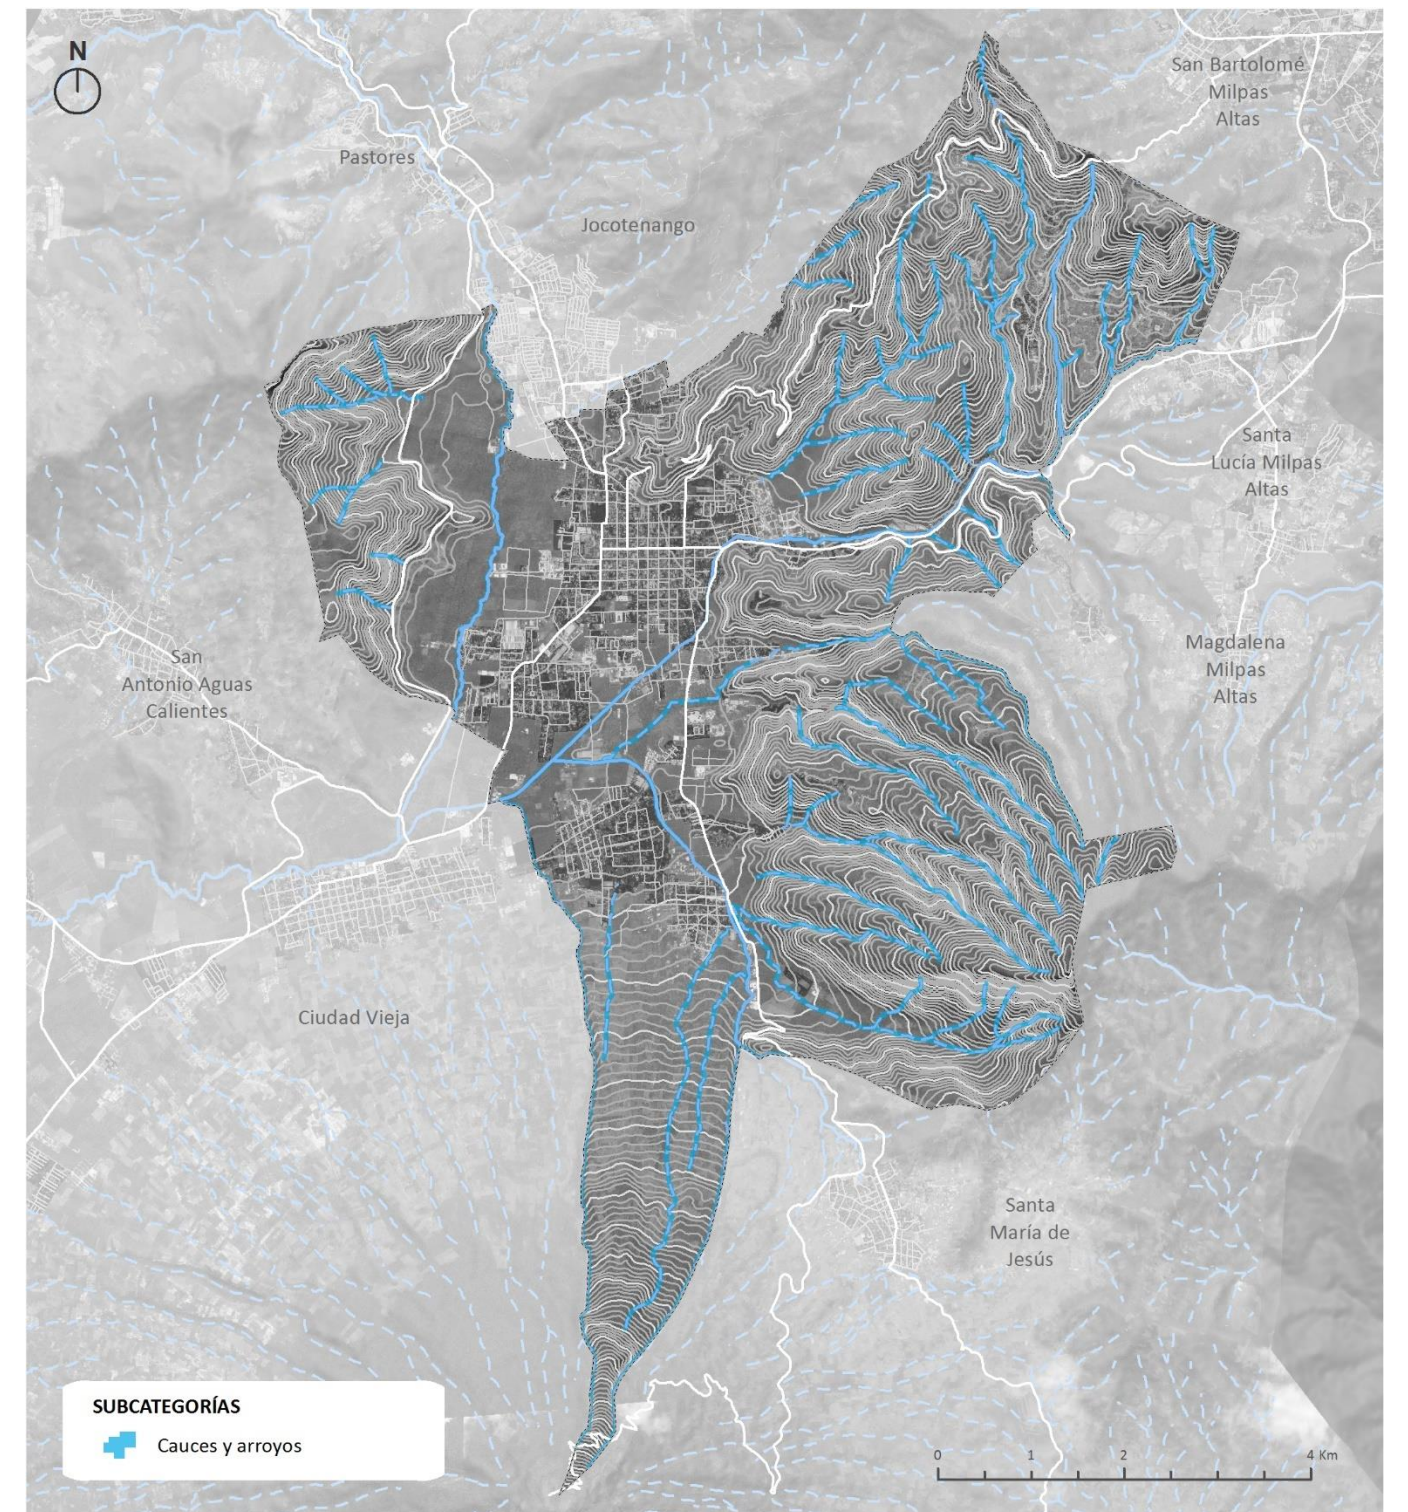 N
San Bartolomé
Milpas
Altas
Pastores
Jocotenango
Santa
Lucía Milpas
Altas
San
Antonio Aguas
Calientes
Magdalena
Milpas
Altas
Ciudad Vieja
Santa
María de
Jesús
SUBCATEGORÍAS
Cauces y arroyos
0 1 2 4 Km